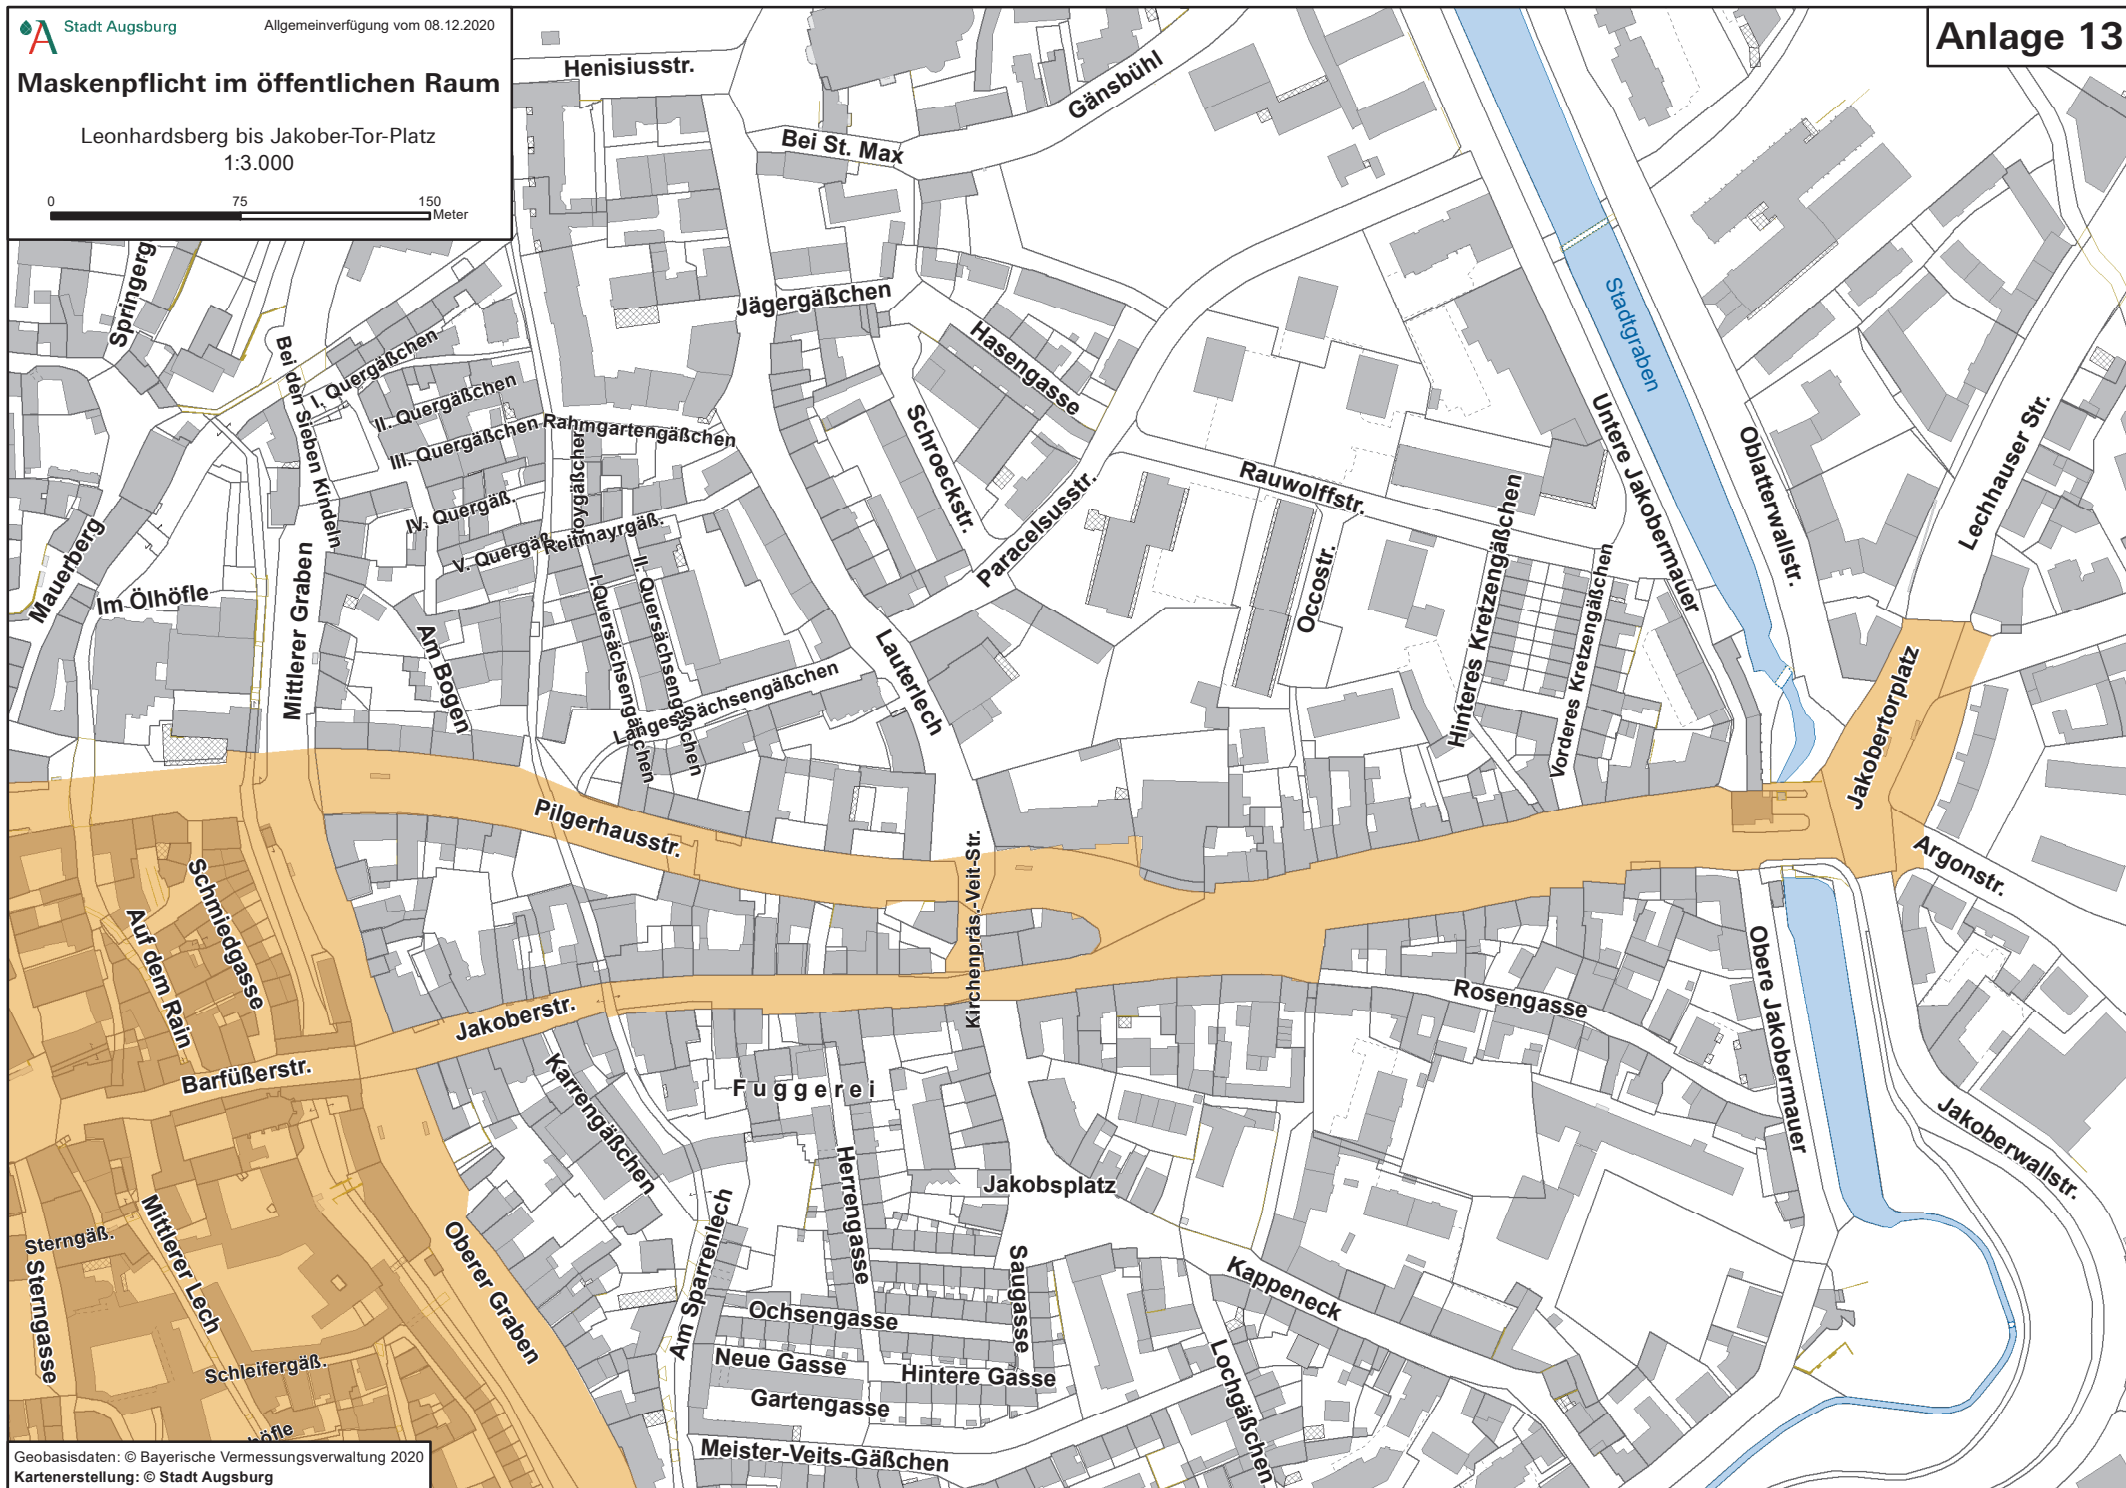 Stadt Augsburg
Allgemeinverfügung vom 08.12.2020
Maskenpflicht im öffentlichen Raum
Leonhardsberg bis Jakober-Tor-Platz
1:3.000
0 75 150
Meter
Anlage 13
Henisiusstr.
Gänsbühl
Bei St. Max
Springerg
Jägergäßchen
Stadtgraben
Bei den Sieben Kindeln
I. Quergäßchen
Hasengasse
II. Quergäßchen
III. Quergäßchen
Rahmgartengäßchen
Schroeckstr.
Untere Jakobermauer
Oblatterwallstr.
Lechhauser Str.
Rauwolffstr.
IV. Quergäß.
Paracelsusstr.
Mauerberg
V. Quergäß.
Reitmayrgäß.
Im Ölhöfle
Mittlerer Graben
Am Bogen
I.Quersächsengäßchen
II. Quersächsengäßchen
Occostr.
Hinteres Kretzengäßchen
Vorderes Kretzengäßchen
Lauterlech
Langes Sächsengäßchen
Jakobertorplatz
Pilgerhausstr.
Kirchenpräs.-Veit-Str.
Argonstr.
Schmiedgasse
Auf dem Rain
Jakoberstr.
Rosengasse
Obere Jakobermauer
Barfüßerstr.
Karrengäßchen
Fuggerei
Jakoberwallstr.
Herrengasse
Jakobsplatz
Sterngäß.
Mittlerer Lech
Oberer Graben
Sterngasse
Am Sparrenlech
Saugasse
Kappeneck
Ochsengasse
Schleifergäß.
Neue Gasse
Hintere Gasse
Lochgäßchen
Gartengasse
höfle
Meister-Veits-Gäßchen
Geobasisdaten: © Bayerische Vermessungsverwaltung 2020
Kartenerstellung: © Stadt Augsburg